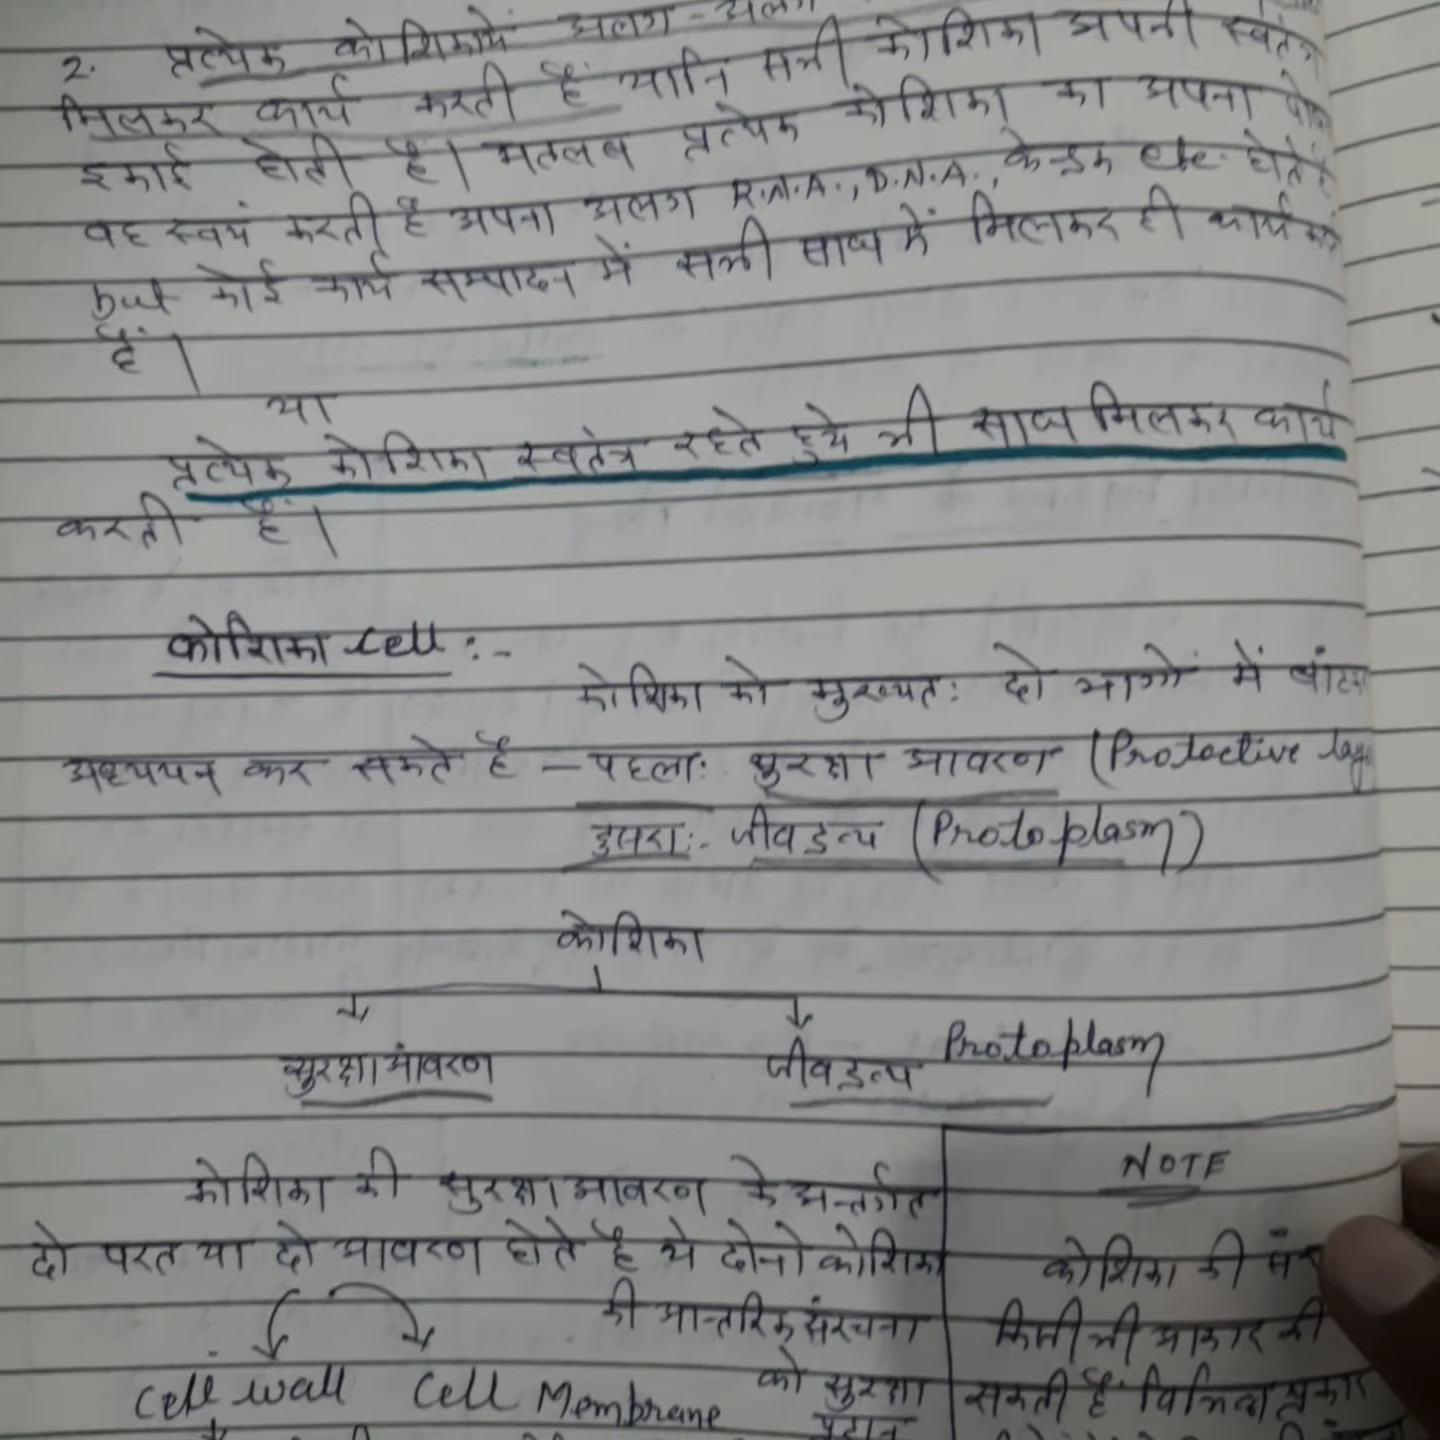 2. प्रत्येक कोशिकायें अलग-अलग
मिलकर कार्य करती हैं यानि सभी कोशिका अपनी स्वतंत्र
इकाई होती है। मतलब प्रत्येक कोशिका का अपना
वह स्वयं करती है अपना अलग R.N.A., D.N.A., केन्द्रक etc. होते है
but कोई कार्य सम्पादन में सभी साथ में मिलकर ही कार्य
हैं।
या
प्रत्येक कोशिका स्वतंत्र रहते हुये भी साथ मिलकर कार्य
करती हैं।
कोशिका cell :-
कोशिका को मुख्यत: दो भागों में
अध्ययन कर सकते है – पहला: सुरक्षा आवरण (Protective
दुसरा:- जीवद्रव्य (Protoplasm)
कोशिका
सुरक्षा आवरण जीवद्रव्य Protoplasm
कोशिका की सुरक्षा आवरण के अन्तर्गत
दो परत या दो आवरण होते है ये दोनो कोशिका
की आन्तरिक संरचना
cell wall Cell Membrane को सुरक्षा
प्रदान
NOTE
कोशिका की
किसी भी आकार की
सकती हैं विभिन्न प्रकार